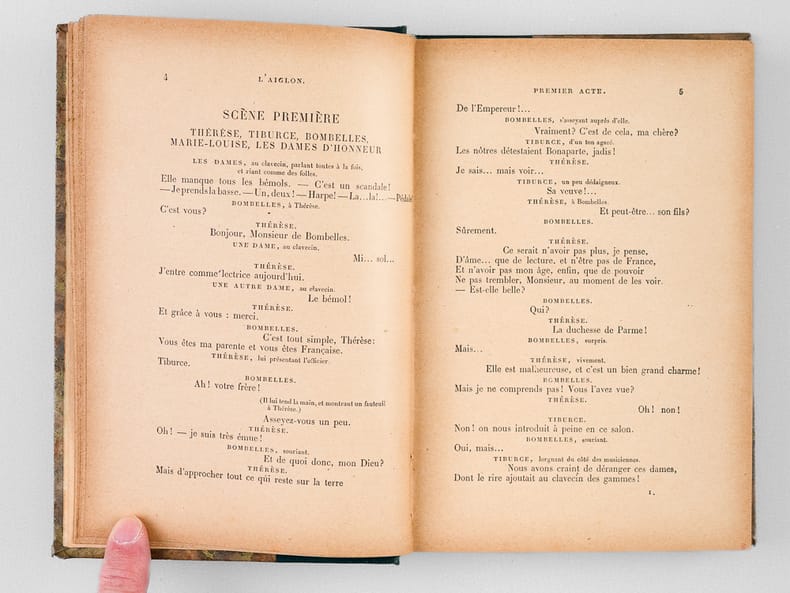 4
L'AIGLON.
SCÈNE PREMIÈRE
THÉRÈSE, TIBURCE, BOMBELLES,
MARIE-LOUISE, LES DAMES D'HONNEUR
LES DAMES, au clavecin, parlant toutes à la fois,
et riant comme des folles.
Elle manque tous les bémols. — C'est un scandale!
— Je prends la basse. — Un, deux! — Harpe! — La... la!... — Pédale
BOMBELLES, à Thérèse.
C'est vous?
THÉRÈSE.
Bonjour, Monsieur de Bombelles.
UNE DAME, au clavecin.
Mi... sol...
THÉRÈSE.
J'entre comme lectrice aujourd'hui.
UNE AUTRE DAME, au clavecin.
Le bémol!
THÉRÈSE.
Et grâce à vous : merci.
BOMBELLES.
C'est tout simple, Thérèse:
Vous êtes ma parente et vous êtes Française.
THÉRÈSE, lui présentant l'officier.
Tiburce.
BOMBELLES.
Ah! votre frère!
(Il lui tend la main, et montrant un fauteuil
à Thérèse.)
Asseyez-vous un peu.
THÉRÈSE.
Oh! — je suis très émue!
BOMBELLES, souriant.
Et de quoi donc, mon Dieu?
THÉRÈSE.
Mais d'approcher tout ce qui reste sur la terre
PREMIER ACTE.
5
De l'Empereur!...
BOMBELLES, s'asseyant auprès d'elle.
Vraiment? C'est de cela, ma chère?
TIBURCE, d'un ton agacé.
Les nôtres détestaient Bonaparte, jadis!
THÉRÈSE.
Je sais... mais voir...
TIBURCE, un peu dédaigneux.
Sa veuve!...
THÉRÈSE, à Bombelles.
Et peut-être... son fils?
BOMBELLES.
Sûrement.
THÉRÈSE.
Ce serait n'avoir pas plus, je pense,
D'âme... que de lecture, et n'être pas de France,
Et n'avoir pas mon âge, enfin, que de pouvoir
Ne pas trembler, Monsieur, au moment de les voir.
— Est-elle belle?
BOMBELLES.
Qui?
THÉRÈSE.
La duchesse de Parme!
BOMBELLES, surpris.
Mais...
THÉRÈSE, vivement.
Elle est malheureuse, et c'est un bien grand charme!
BOMBELLES.
Mais je ne comprends pas! Vous l'avez vue?
THÉRÈSE.
Oh! non!
TIBURCE.
Non! on nous introduit à peine en ce salon.
BOMBELLES, souriant.
Oui, mais...
TIBURCE, lorgnant du côté des musiciennes.
Nous avons craint de déranger ces dames,
Dont le rire ajoutait au clavecin des gammes!
1.